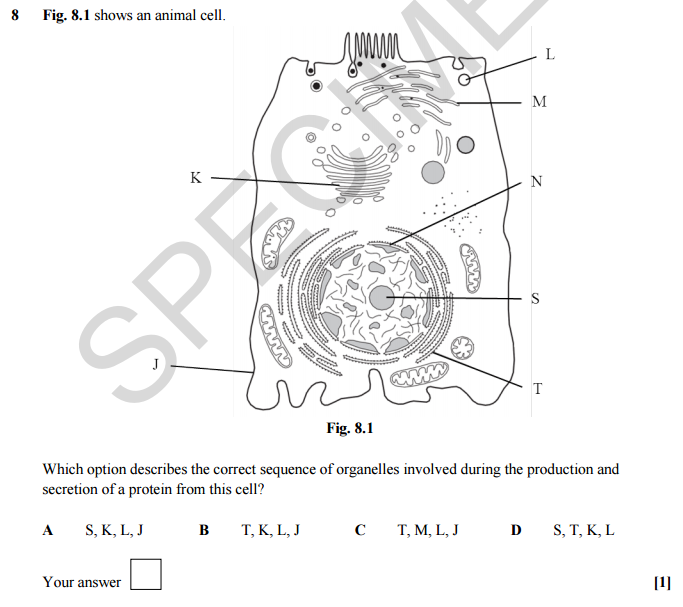 8 Fig. 8.1 shows an animal cell.
SPECIME
L
M
K
N
S
J
T
Fig. 8.1
Which option describes the correct sequence of organelles involved during the production and
secretion of a protein from this cell?
A S, K, L, J B T, K, L, J C T, M, L, J D S, T, K, L
Your answer
[1]